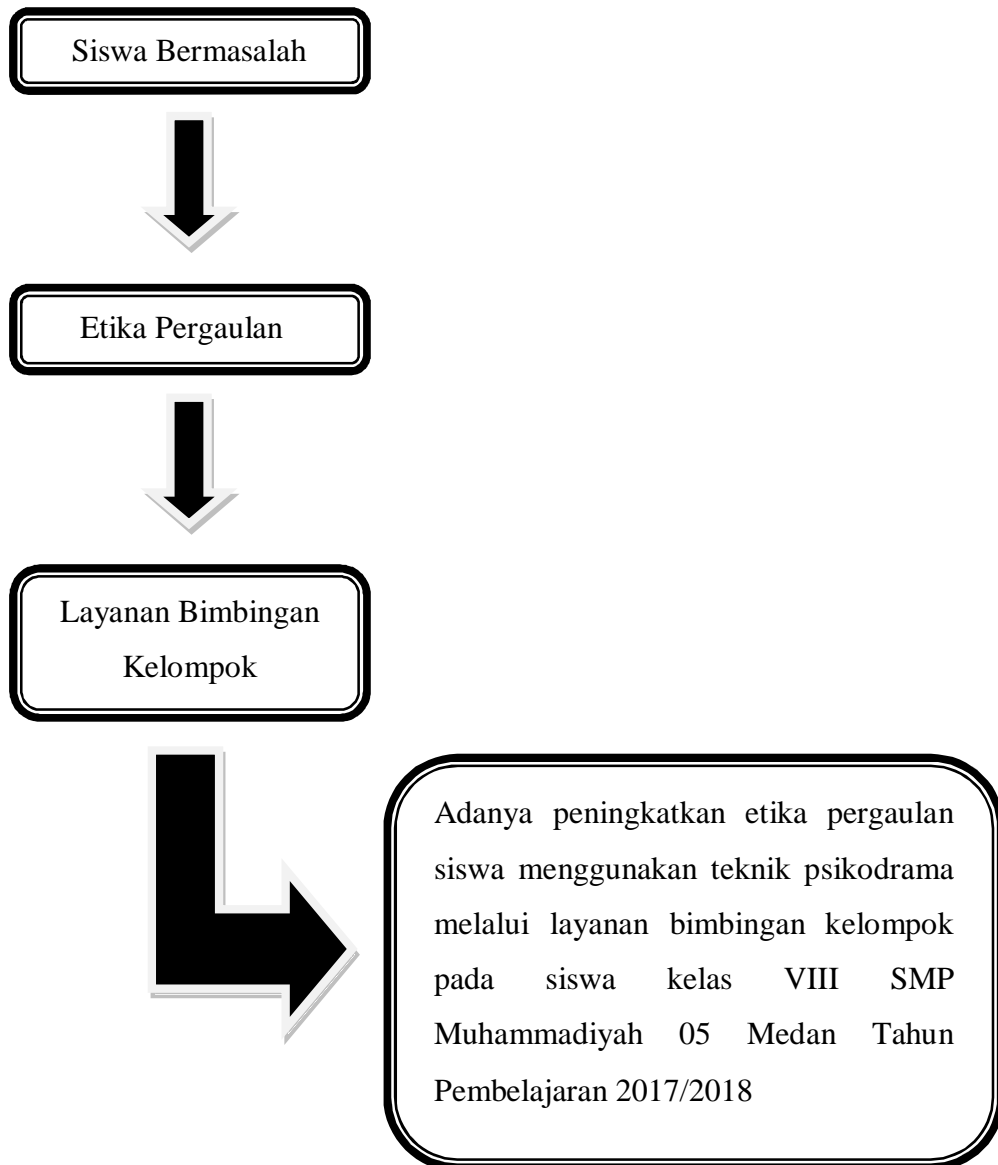 Siswa Bermasalah
Etika Pergaulan
Layanan Bimbingan
Kelompok
Adanya peningkatkan etika pergaulan
siswa menggunakan teknik psikodrama
melalui layanan bimbingan kelompok
pada siswa kelas VIII SMP
Muhammadiyah 05 Medan Tahun
Pembelajaran 2017/2018